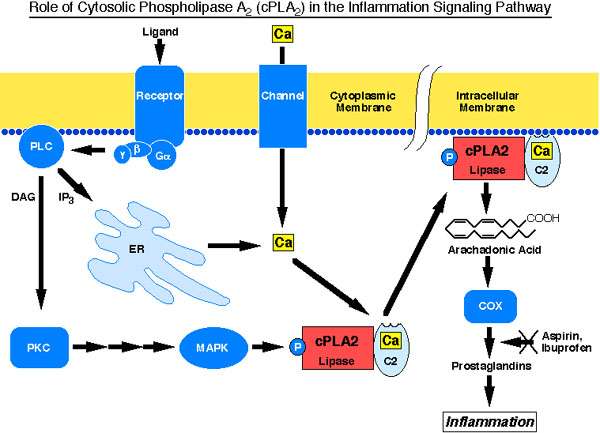 Role of Cytosolic Phospholipase A2 (cPLA2) in the Inflammation Signaling Pathway
Ligand
Ca
Receptor
Channel
Cytoplasmic
Membrane
Intracellular
Membrane
PLC
γ
β
Gα
P
cPLA2
Lipase
Ca
C2
DAG
IP3
ER
Ca
COOH
Arachadonic Acid
COX
PKC
MAPK
P
cPLA2
Lipase
Ca
C2
Aspirin,
Ibuprofen
Prostaglandins
Inflammation